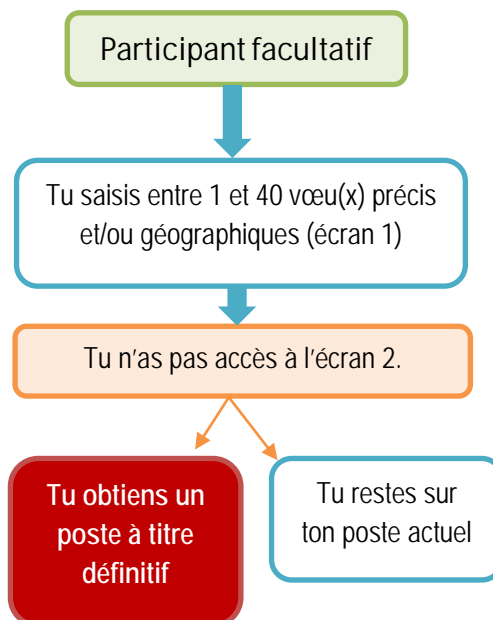 Participant facultatif
Tu saisis entre 1 et 40 vœu(x) précis
et/ou géographiques (écran 1)
Tu n'as pas accès à l'écran 2.
Tu obtiens un
poste à titre
définitif
Tu restes sur
ton poste actuel